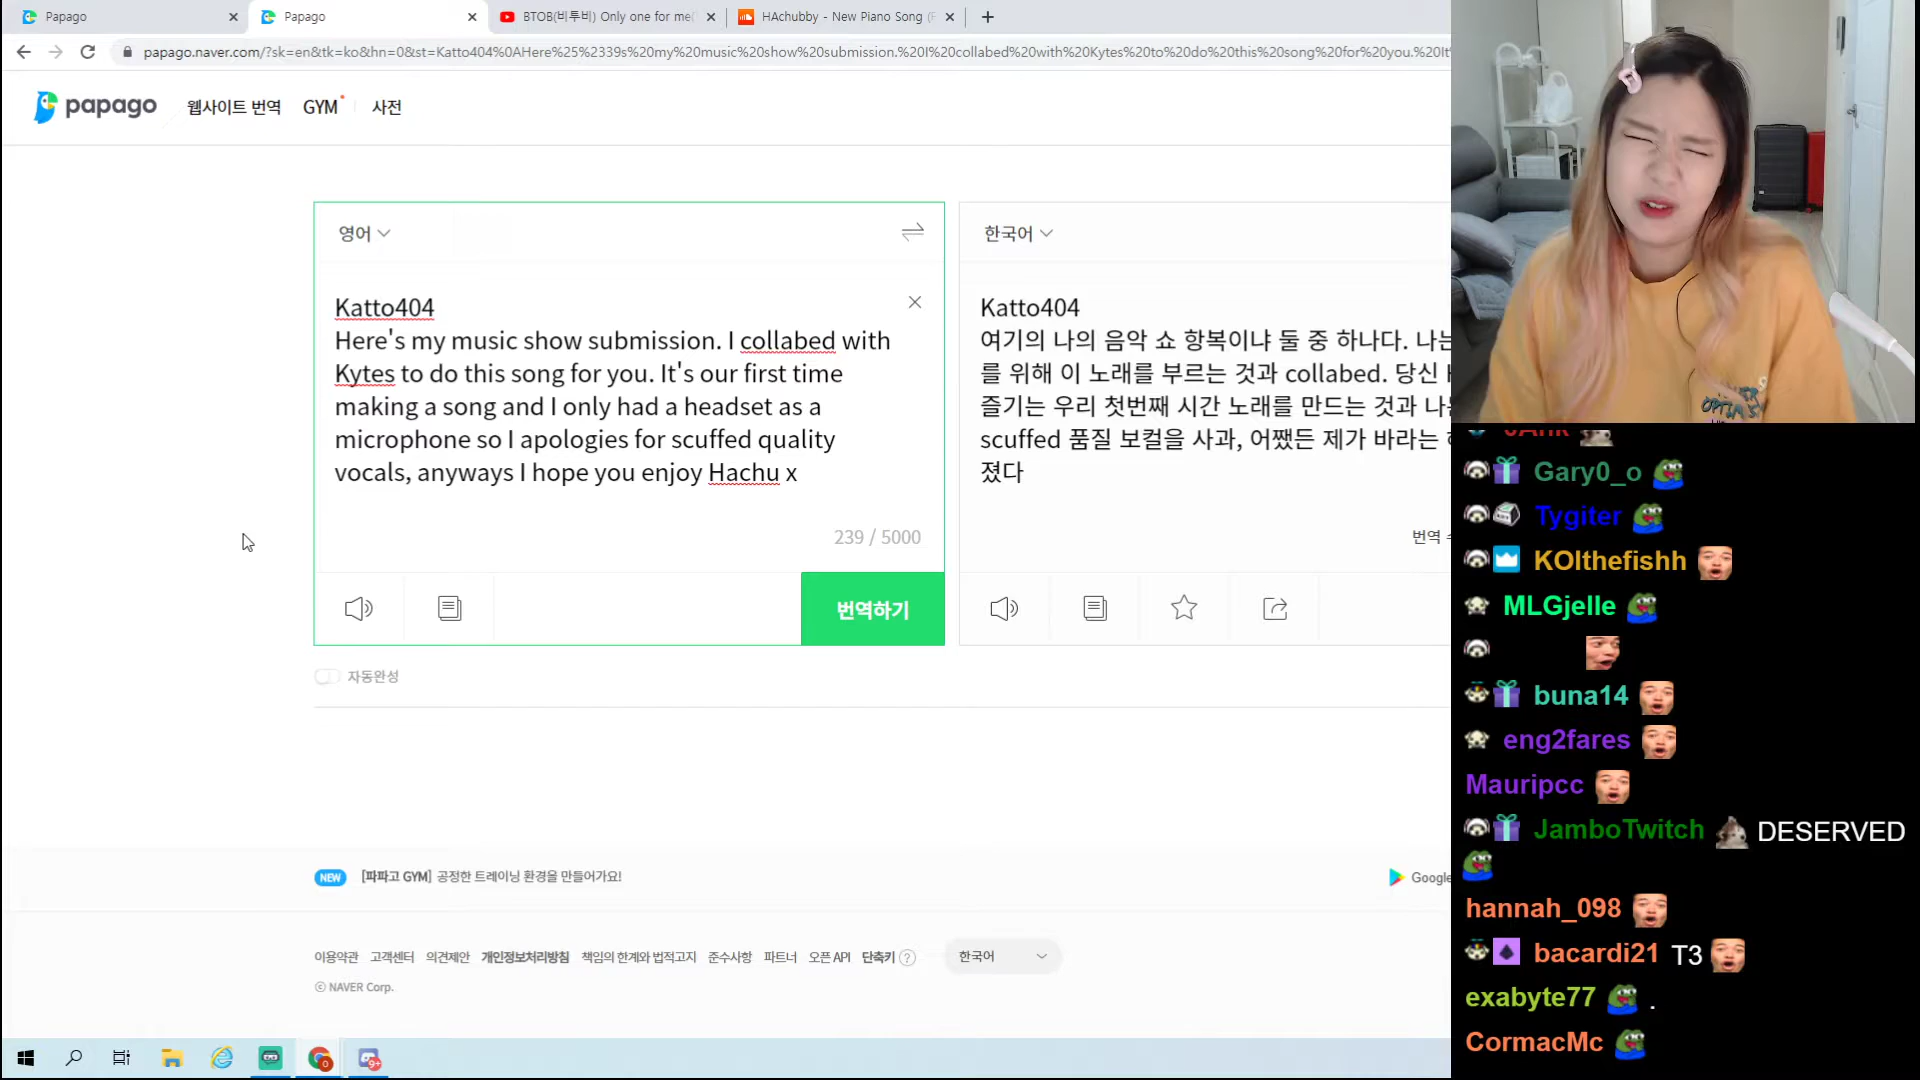 Papago
Papago
BTOB(비투비) Only one for me(
HAchubby - New Piano Song (F
papago.naver.com/?sk=en&tk=ko&hn=0&st=Katto404%0AHere%25%2339s%20my%20music%20show%20submission.%20I%20collabed%20with%20Kytes%20to%20do%20this%20song%20for%20you.%20It
papago
웹사이트 번역
GYM
사전
영어
한국어
Katto404
Here's my music show submission. I collabed with
Kytes to do this song for you. It's our first time
making a song and I only had a headset as a
microphone so I apologies for scuffed quality
vocals, anyways I hope you enjoy Hachu x
239 / 5000
번역하기
Katto404
여기의 나의 음악 쇼 항복이냐 둘 중 하나다. 나는
를 위해 이 노래를 부르는 것과 collabed. 당신
즐기는 우리 첫번째 시간 노래를 만드는 것과 나는
scuffed 품질 보컬을 사과, 어쨌든 제가 바라는
졌다
번역
자동완성
NEW [파파고 GYM] 공정한 트레이닝 환경을 만들어가요!
Google
이용약관 고객센터 의견제안 개인정보처리방침 책임의 한계와 법적고지 준수사항 파트너 오픈 API 단축키 ? 한국어
ⓒ NAVER Corp.
9+
Gary0_o
Tygiter
KOIthefishh
MLGjelle
buna14
eng2fares
Mauripcc
JamboTwitch DESERVED
hannah_098
bacardi21 T3
exabyte77 .
CormacMc